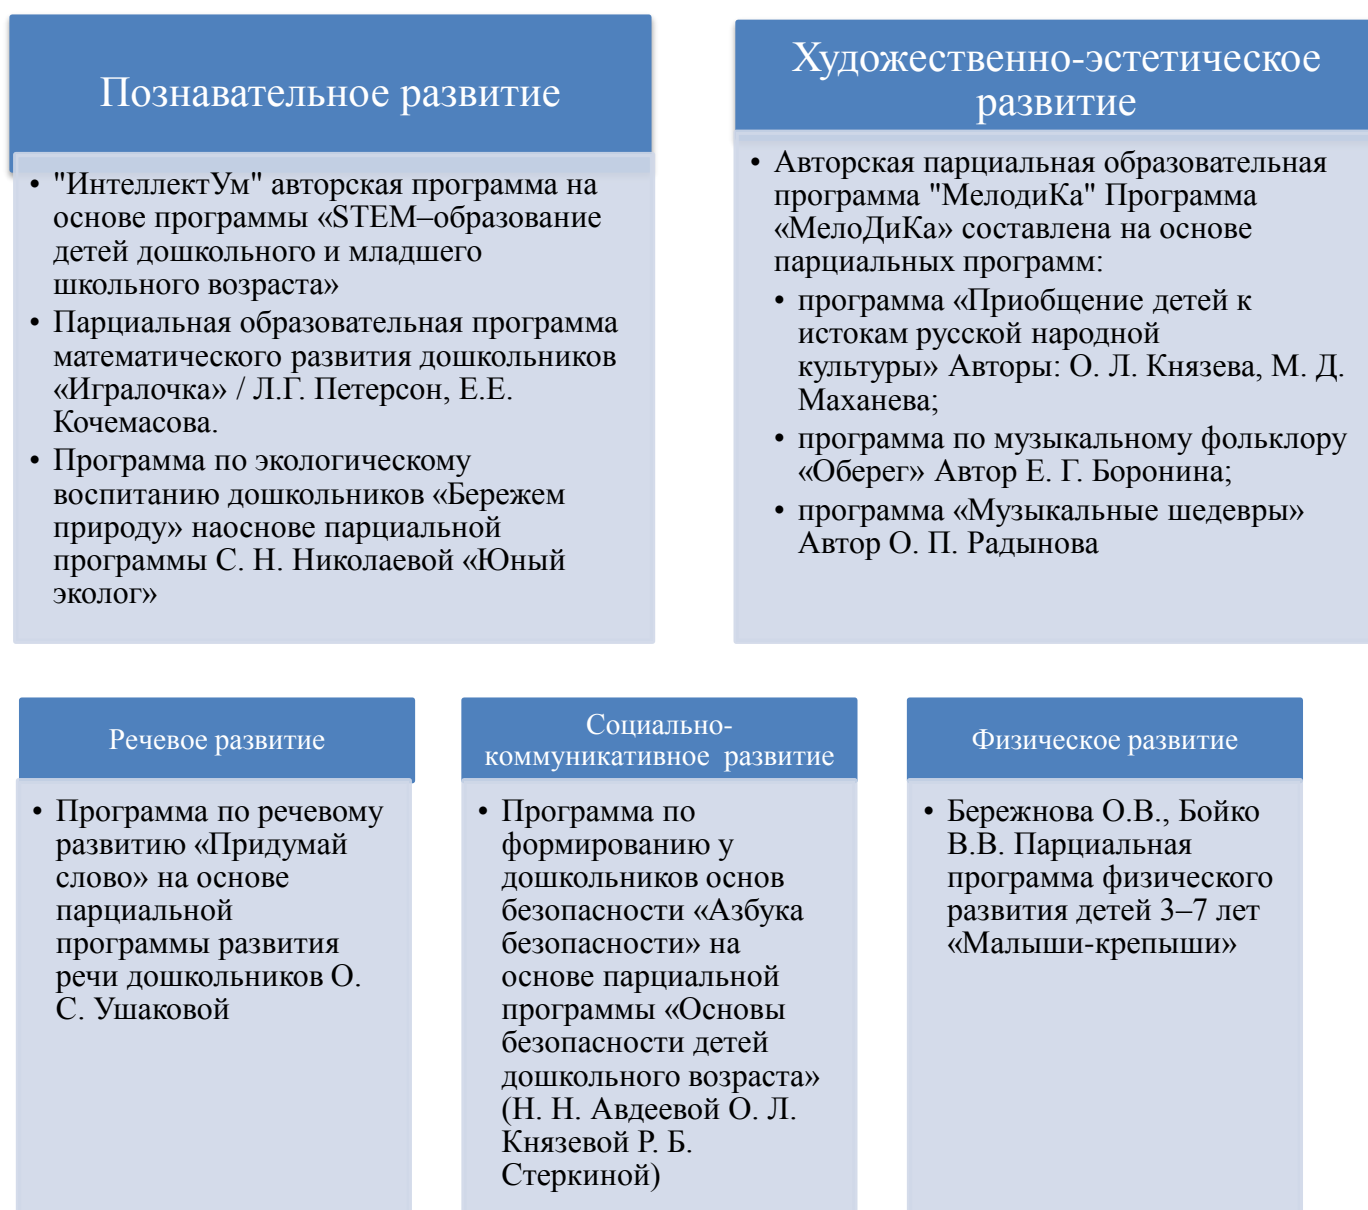 Познавательное развитие
• "ИнтеллектУм" авторская программа на
основе программы «STEM–образование
детей дошкольного и младшего
школьного возраста»
• Парциальная образовательная программа
математического развития дошкольников
«Игралочка» / Л.Г. Петерсон, Е.Е.
Кочемасова.
• Программа по экологическому
воспитанию дошкольников «Бережем
природу» наоснове парциальной
программы С. Н. Николаевой «Юный
эколог»
Художественно-эстетическое
развитие
• Авторская парциальная образовательная
программа "МелодиКа" Программа
«МелоДиКа» составлена на основе
парциальных программ:
• программа «Приобщение детей к
истокам русской народной
культуры» Авторы: О. Л. Князева, М. Д.
Маханева;
• программа по музыкальному фольклору
«Оберег» Автор Е. Г. Боронина;
• программа «Музыкальные шедевры»
Автор О. П. Радынова
Речевое развитие
• Программа по речевому
развитию «Придумай
слово» на основе
парциальной
программы развития
речи дошкольников О.
С. Ушаковой
Социально-
коммуникативное развитие
• Программа по
формированию у
дошкольников основ
безопасности «Азбука
безопасности» на
основе парциальной
программы «Основы
безопасности детей
дошкольного возраста»
(Н. Н. Авдеевой О. Л.
Князевой Р. Б.
Стеркиной)
Физическое развитие
• Бережнова О.В., Бойко
В.В. Парциальная
программа физического
развития детей 3–7 лет
«Малыши-крепыши»